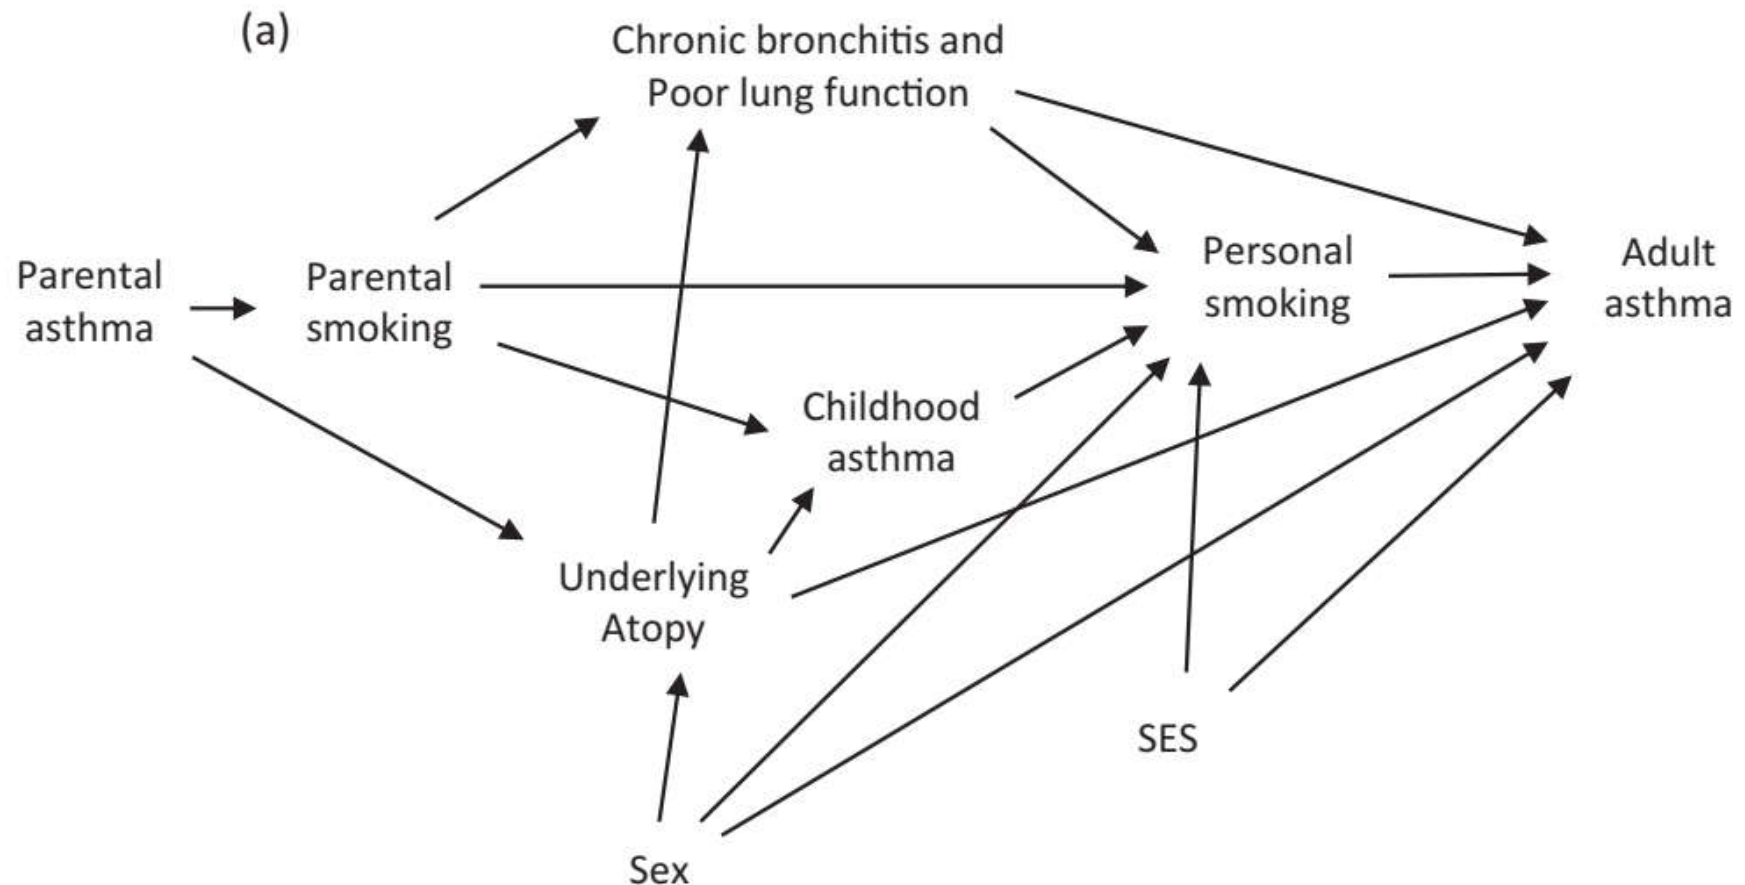 (a)
Chronic bronchitis and
Poor lung function
Parental
asthma
Parental
smoking
Personal
smoking
Adult
asthma
Childhood
asthma
Underlying
Atopy
SES
Sex